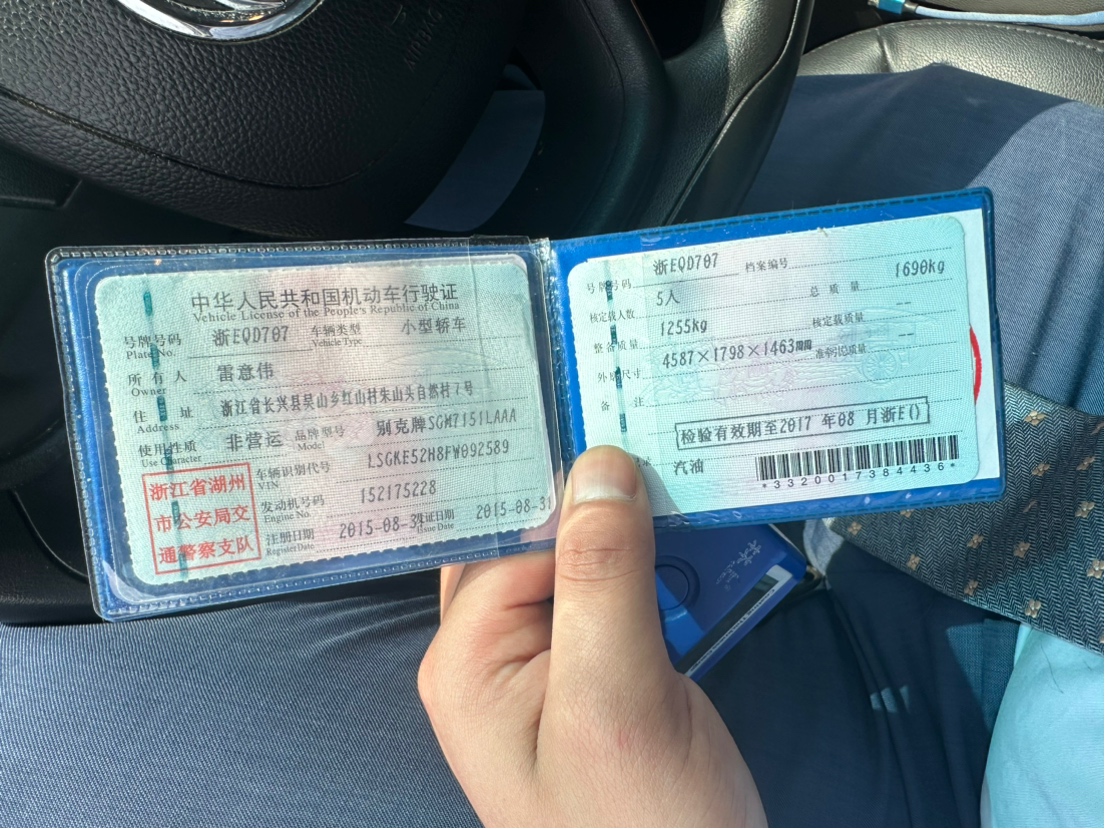 AIRBAG
中华人民共和国机动车行驶证
Vehicle License of the People's Republic of China
号牌号码 浙EQD707 车辆类型 小型轿车
Plate No. Vehicle Type
所有人 雷意伟
Owner
住址 浙江省长兴县吴山乡红山村朱山头自然村7号
Address
使用性质 非营运 品牌型号 别克牌SGM7151LAAA
Use Character Model
浙江省湖州
市公安局交
通警察支队
车辆识别代号 LSGKE52H8FW092589
VIN
发动机号码 152175228
Engine No.
注册日期 2015-08-31 发证日期 2015-08-31
Register Date Issue Date
号牌号码 浙EQD707 档案编号
核定载人数 5人 总质量 1690kg
整备质量 1255kg 核定载质量 --
外廓尺寸 4587×1798×1463mm 准牵引总质量 --
备注
检验有效期至2017年08月浙E()
汽油
*3320017384436*